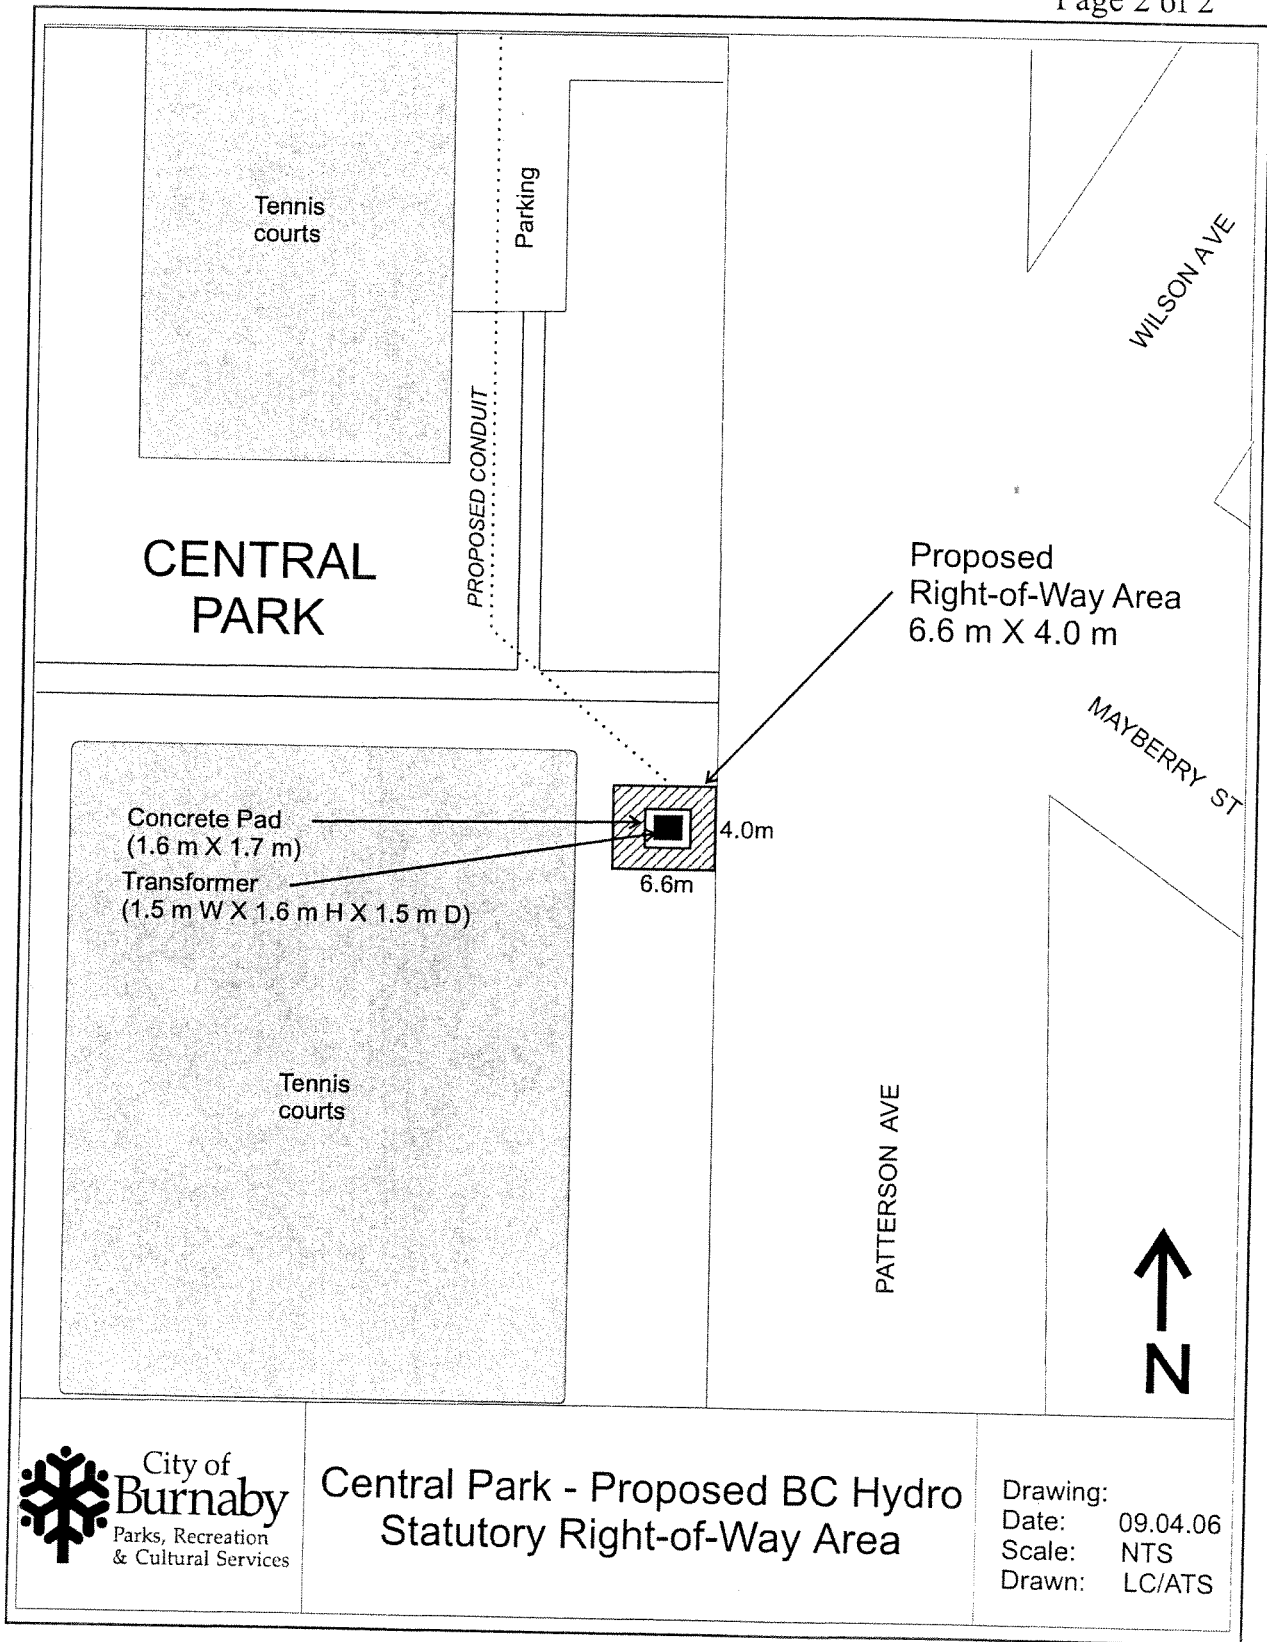 Page 2 of 2
Tennis
courts
Parking
WILSON AVE
PROPOSED CONDUIT
CENTRAL
PARK
Proposed
Right-of-Way Area
6.6 m X 4.0 m
MAYBERRY ST
Concrete Pad
(1.6 m X 1.7 m)
Transformer
(1.5 m W X 1.6 m H X 1.5 m D)
4.0m
6.6m
Tennis
courts
PATTERSON AVE
N
City of
Burnaby
Parks, Recreation
& Cultural Services
Central Park - Proposed BC Hydro
Statutory Right-of-Way Area
Drawing:
Date: 09.04.06
Scale: NTS
Drawn: LC/ATS